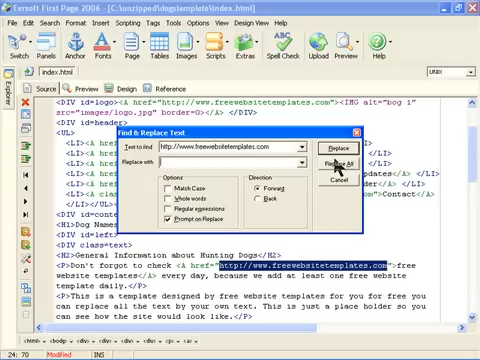 Evrsoft First Page 2006 - [C:\unzipped\dogstemplate\index.html]
File Edit Search Format Insert Scripting Tags Tools Options View Design View Help
Switch Panels Anchor Forms Page Tables Images Scripts Extras Spell Check Upload Preview Help
index.html UNIX
Explorer
Source Preview Design Reference
<DIV id=logo><A href="http://www.freewebsitetemplates.com"><IMG alt="bog 1"
src="images/logo.jpg" border=0></A> </DIV>
<DIV id=header>
<UL>
<LI><A
<LI><A
<LI><A
<LI><A
<LI><A
<LI><A Contact</A>
Find & Replace Text
Text to find http://www.freewebsitetemplates.com Replace
Replace with Replace All
Cancel
Options Direction
Match Case Forward
Whole words Back
Regular expressions
Prompt on Replace
<DIV id=left>
<DIV class=text>
<H2>General Information about Hunting Dogs</H2>
<P>Don't forgot to check <A href="http://www.freewebsitetemplates.com">free
website templates</A> every day, because we add at least one free website
template daily.</P>
<P>This is a template designed by free website templates for you for free you
can replace all the text by your own text. This is just a place holder so you
can see how the site would look like.</P>
<html> <body> <div> <div> <div> <p> <a>
24: 70 Modified INS